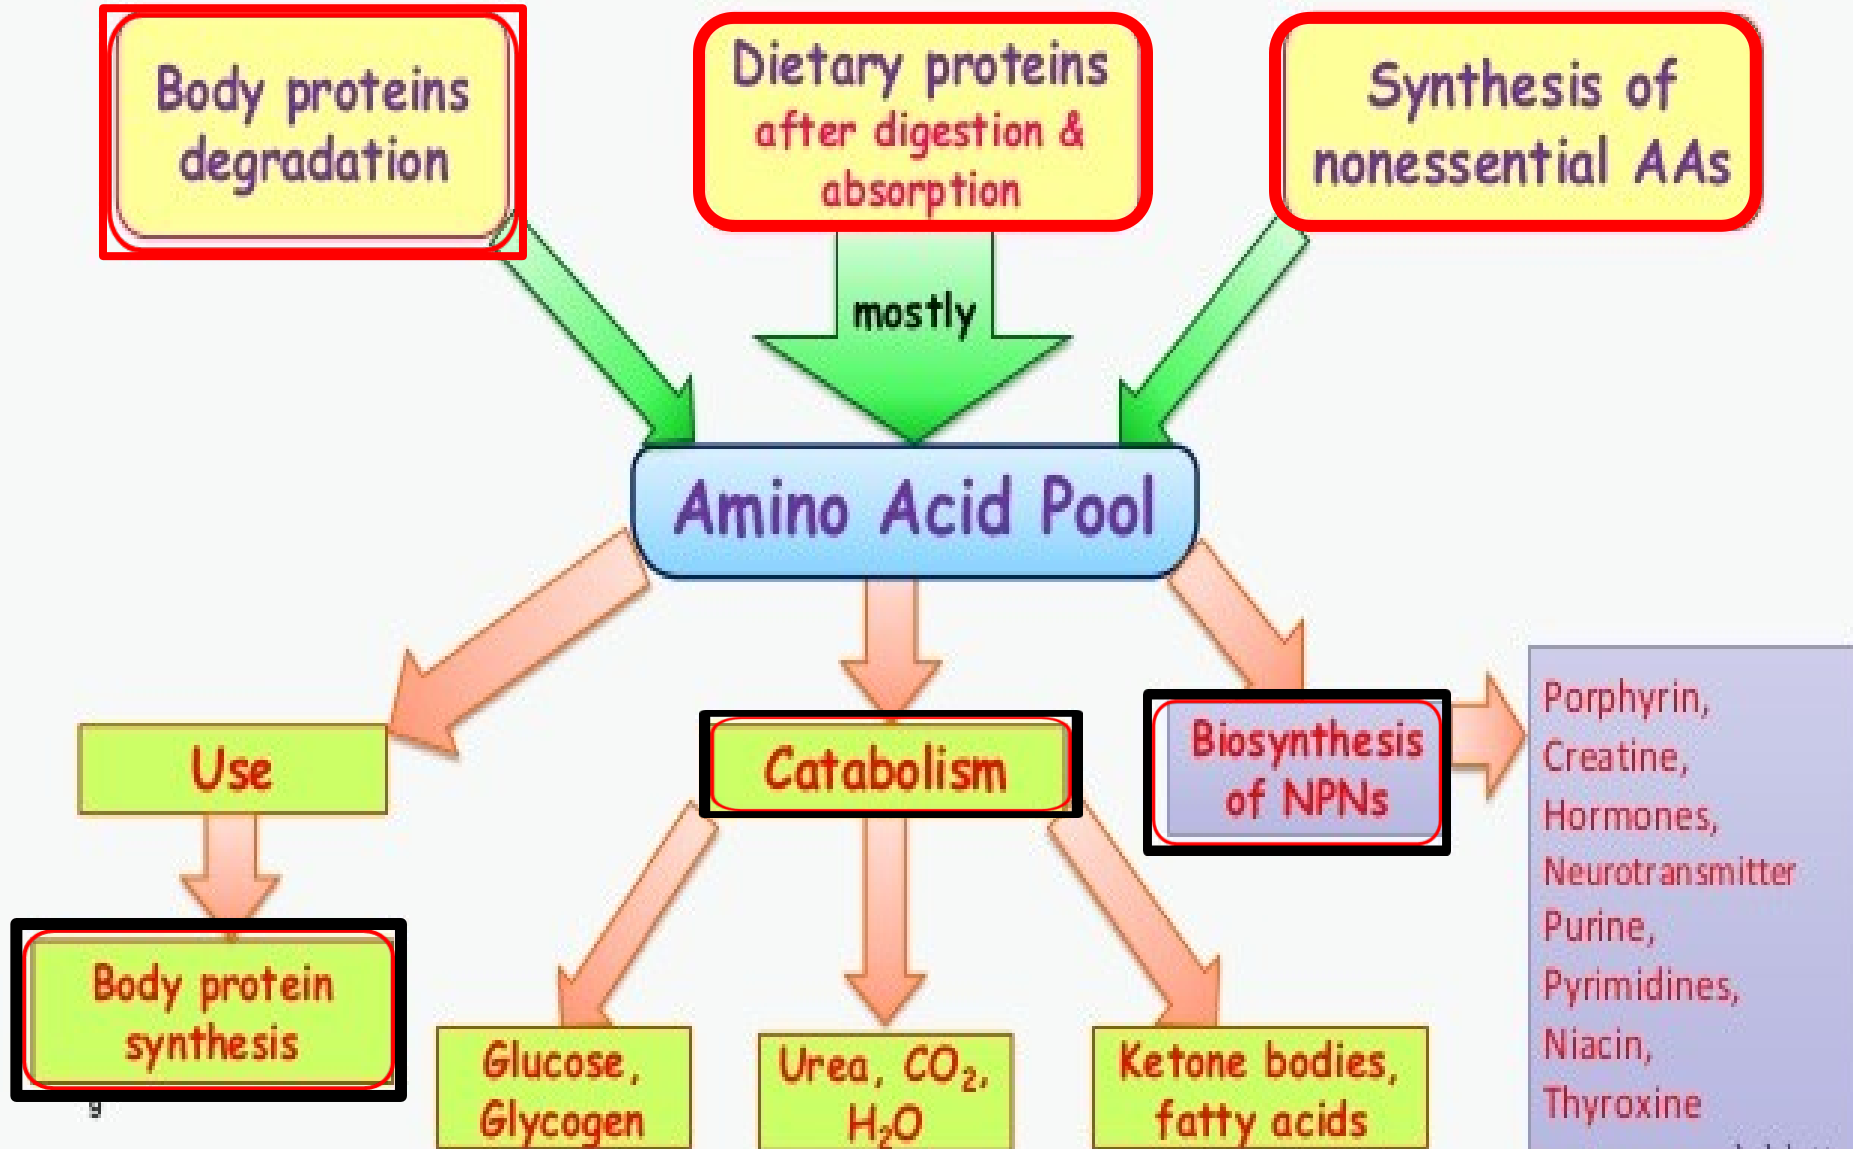 Body proteins
degradation
Dietary proteins
after digestion &
absorption
Synthesis of
nonessential AAs
mostly
Amino Acid Pool
Use
Catabolism
Biosynthesis
of NPNs
Porphyrin,
Creatine,
Hormones,
Neurotransmitter
Purine,
Pyrimidines,
Niacin,
Thyroxine
Body protein
synthesis
Glucose,
Glycogen
Urea, CO₂,
H₂O
Ketone bodies,
fatty acids
9